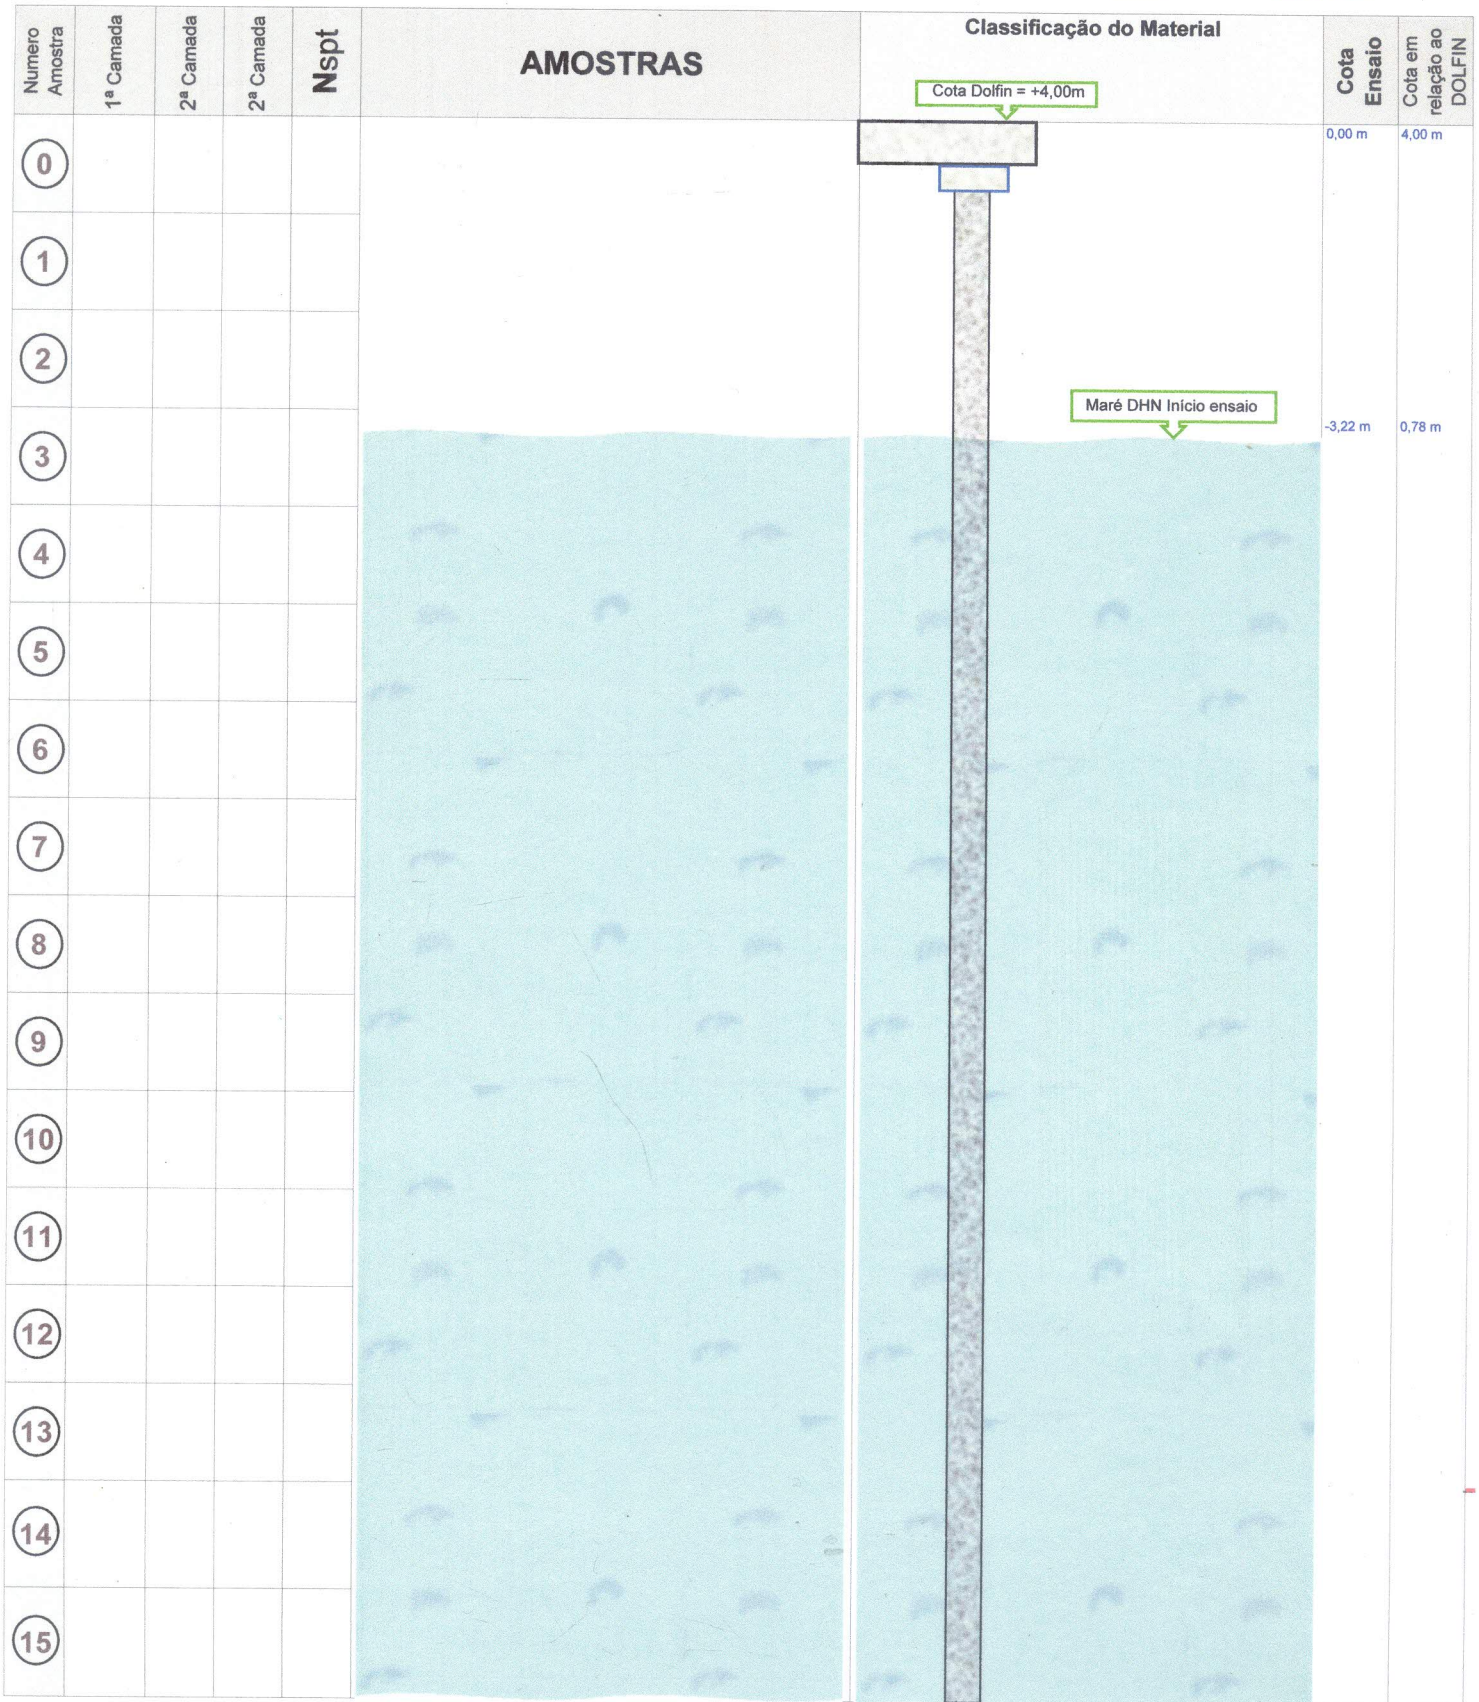 Numero
Amostra
1ª Camada
2ª Camada
2ª Camada
Nspt
AMOSTRAS
Classificação do Material
Cota
Ensaio
Cota em
relação ao
DOLFIN
Cota Dolfin = +4,00m
0,00 m
4,00 m
0
1
2
Maré DHN Início ensaio
-3,22 m
0,78 m
3
4
5
6
7
8
9
10
11
12
13
14
15